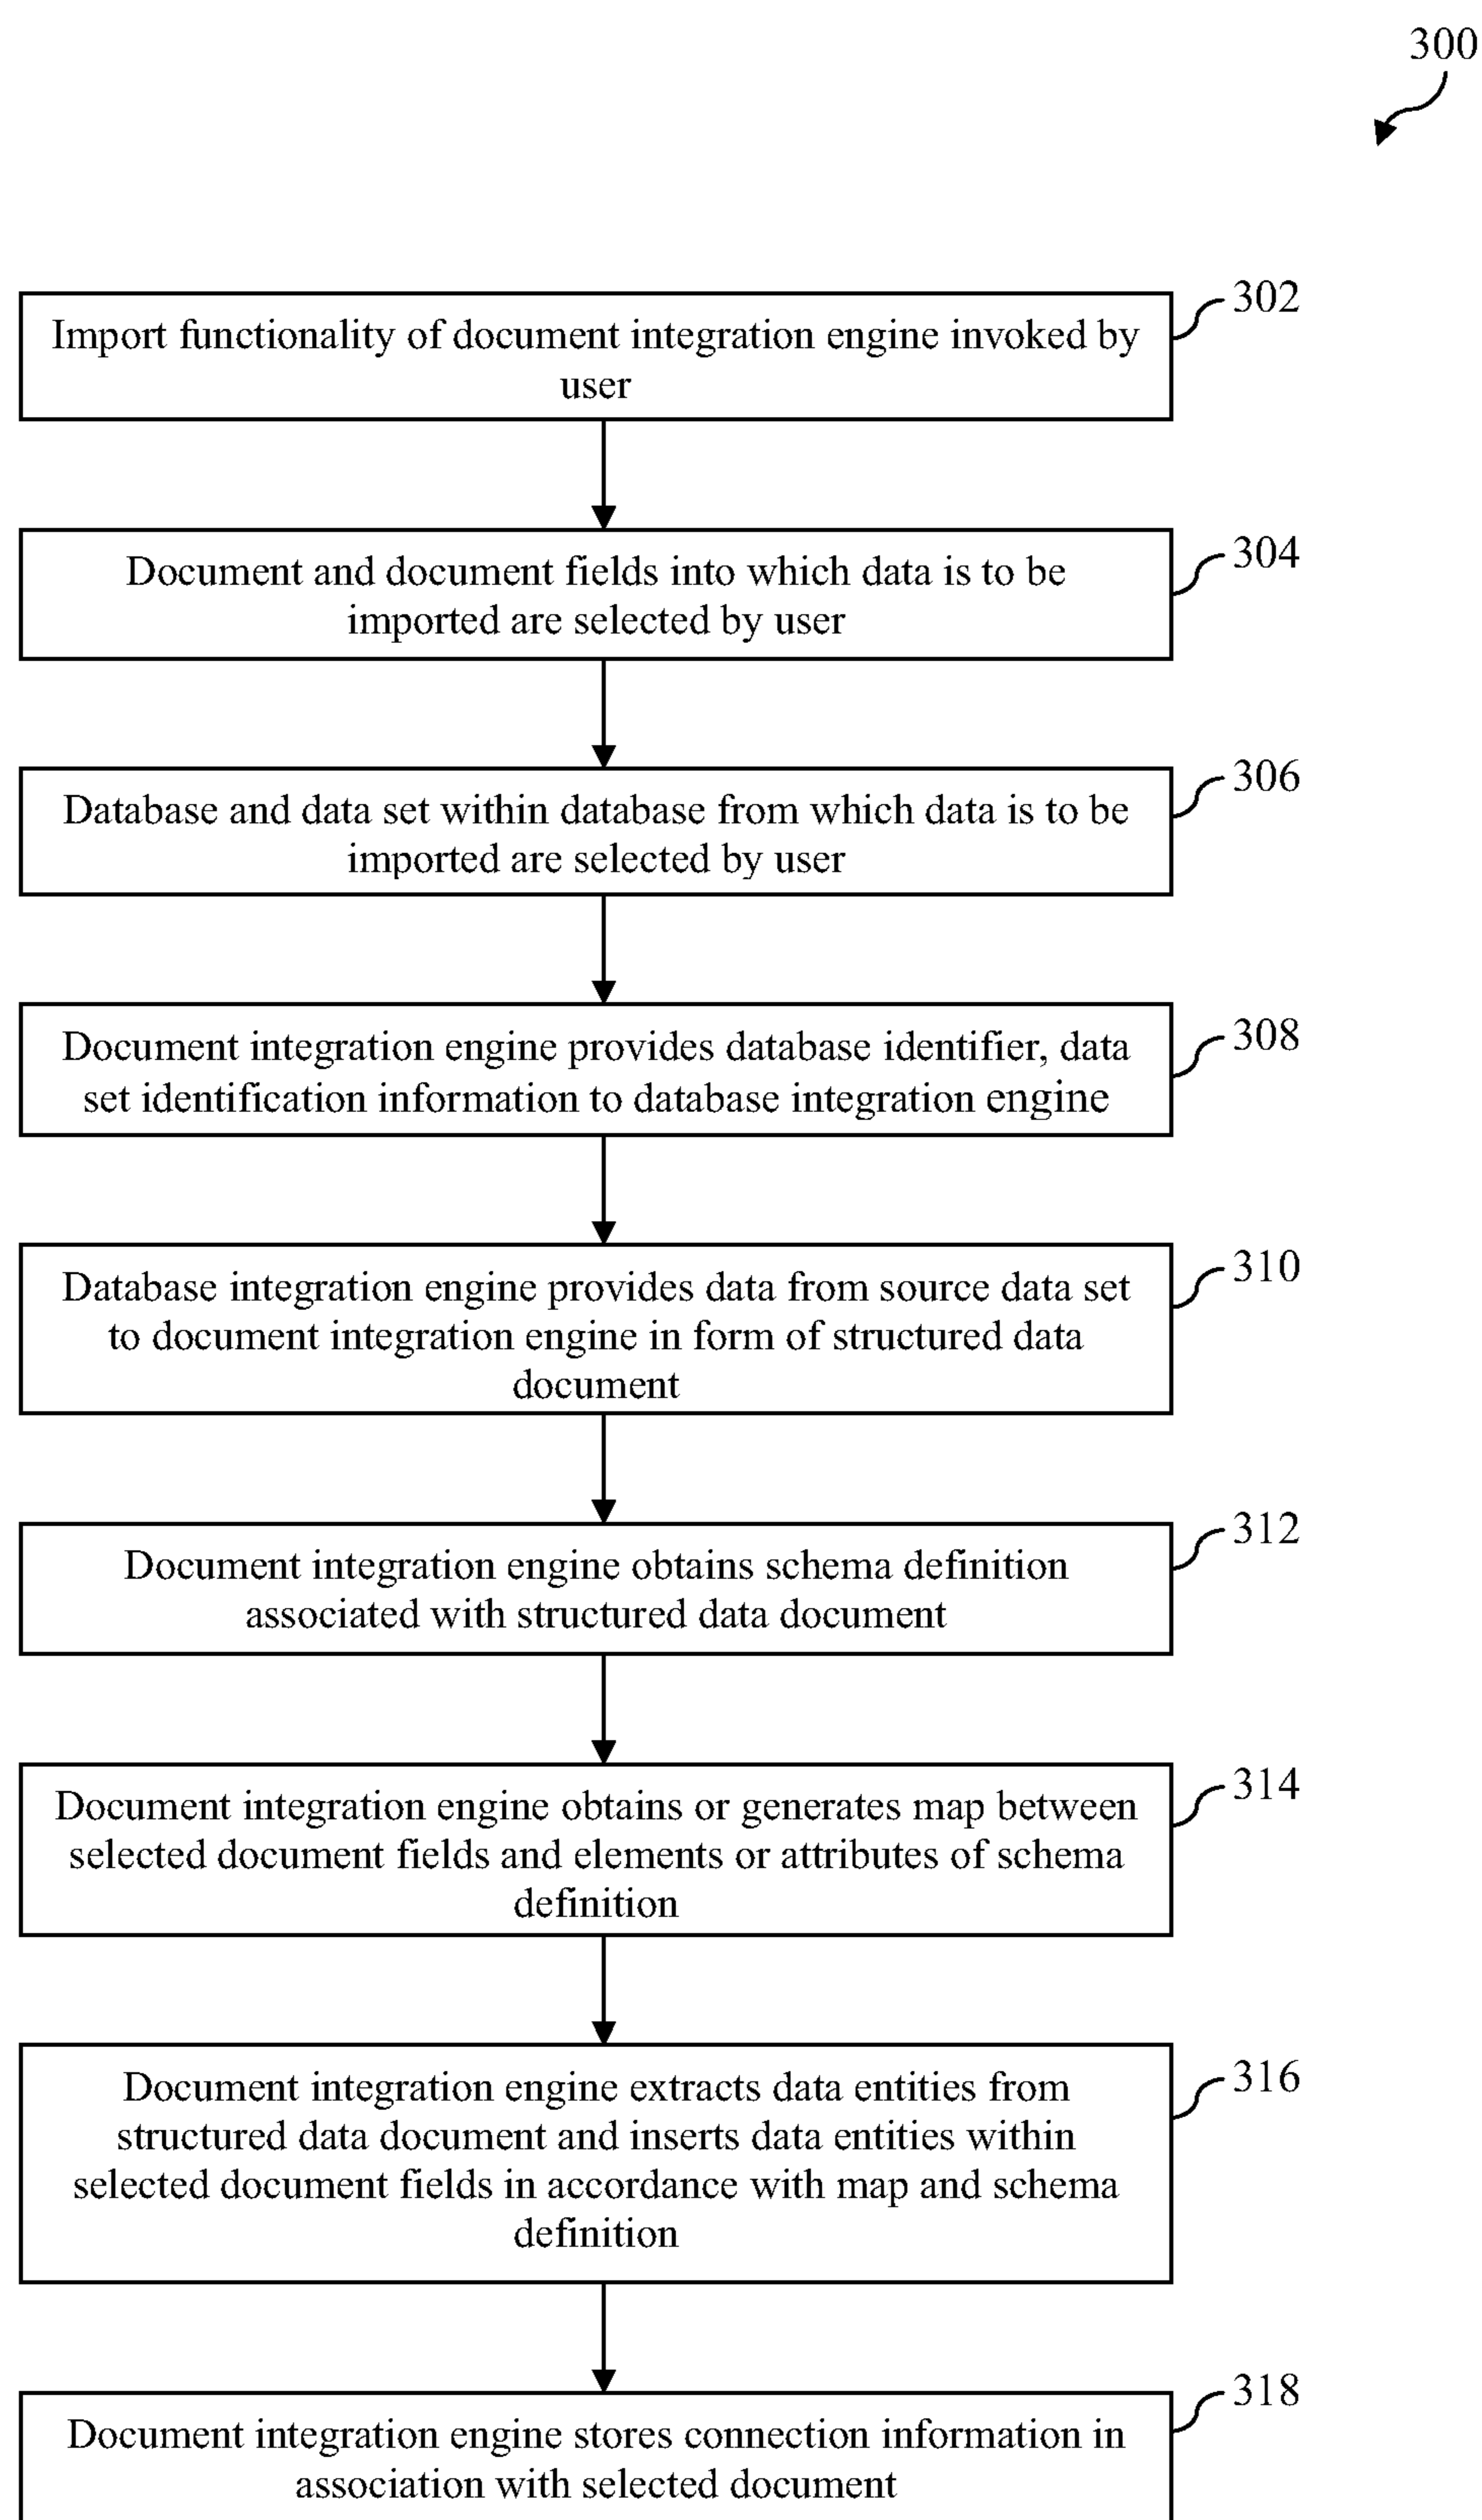 300
302
Import functionality of document integration engine invoked by
user
304
Document and document fields into which data is to be
imported are selected by user
306
Database and data set within database from which data is to be
imported are selected by user
308
Document integration engine provides database identifier, data
set identification information to database integration engine
310
Database integration engine provides data from source data set
to document integration engine in form of structured data
document
312
Document integration engine obtains schema definition
associated with structured data document
314
Document integration engine obtains or generates map between
selected document fields and elements or attributes of schema
definition
316
Document integration engine extracts data entities from
structured data document and inserts data entities within
selected document fields in accordance with map and schema
definition
318
Document integration engine stores connection information in
association with selected document